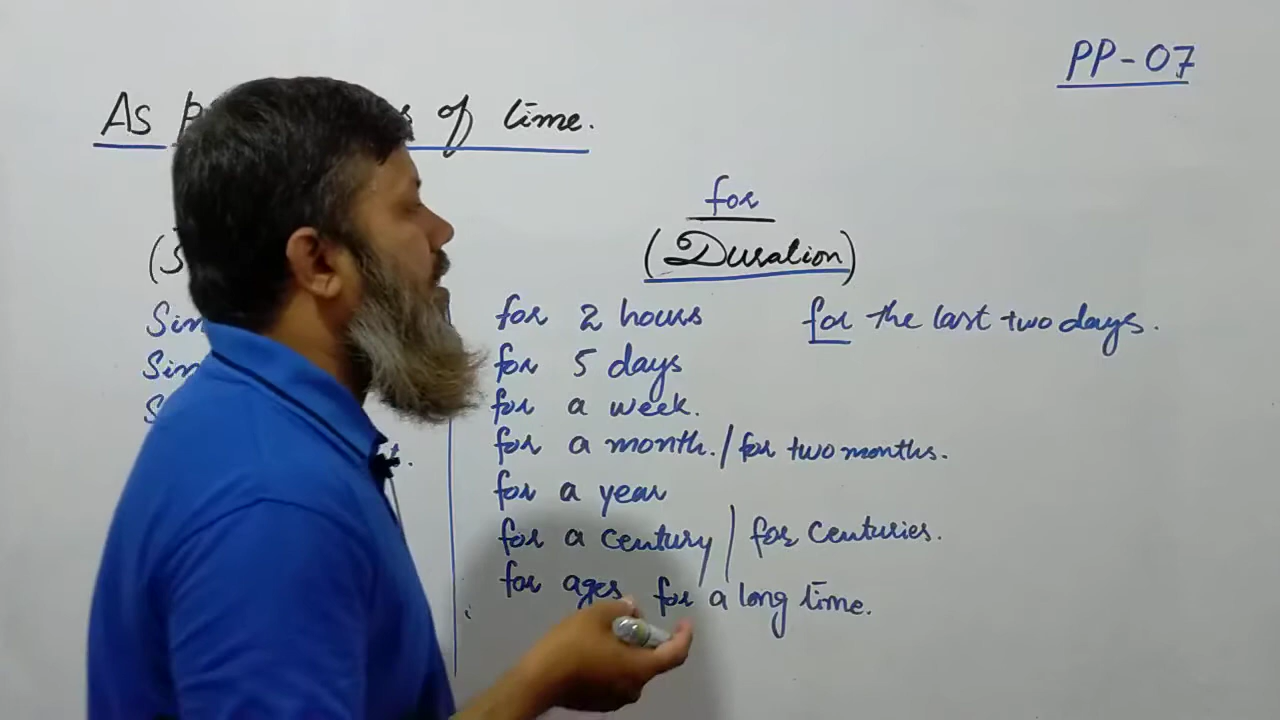 PP-07
As of time.
for
(Duration)
for 2 hours
for the last two days.
for 5 days
for a week.
for a month. / for two months.
for a year
for a century / for centuries.
for ages for a long time.